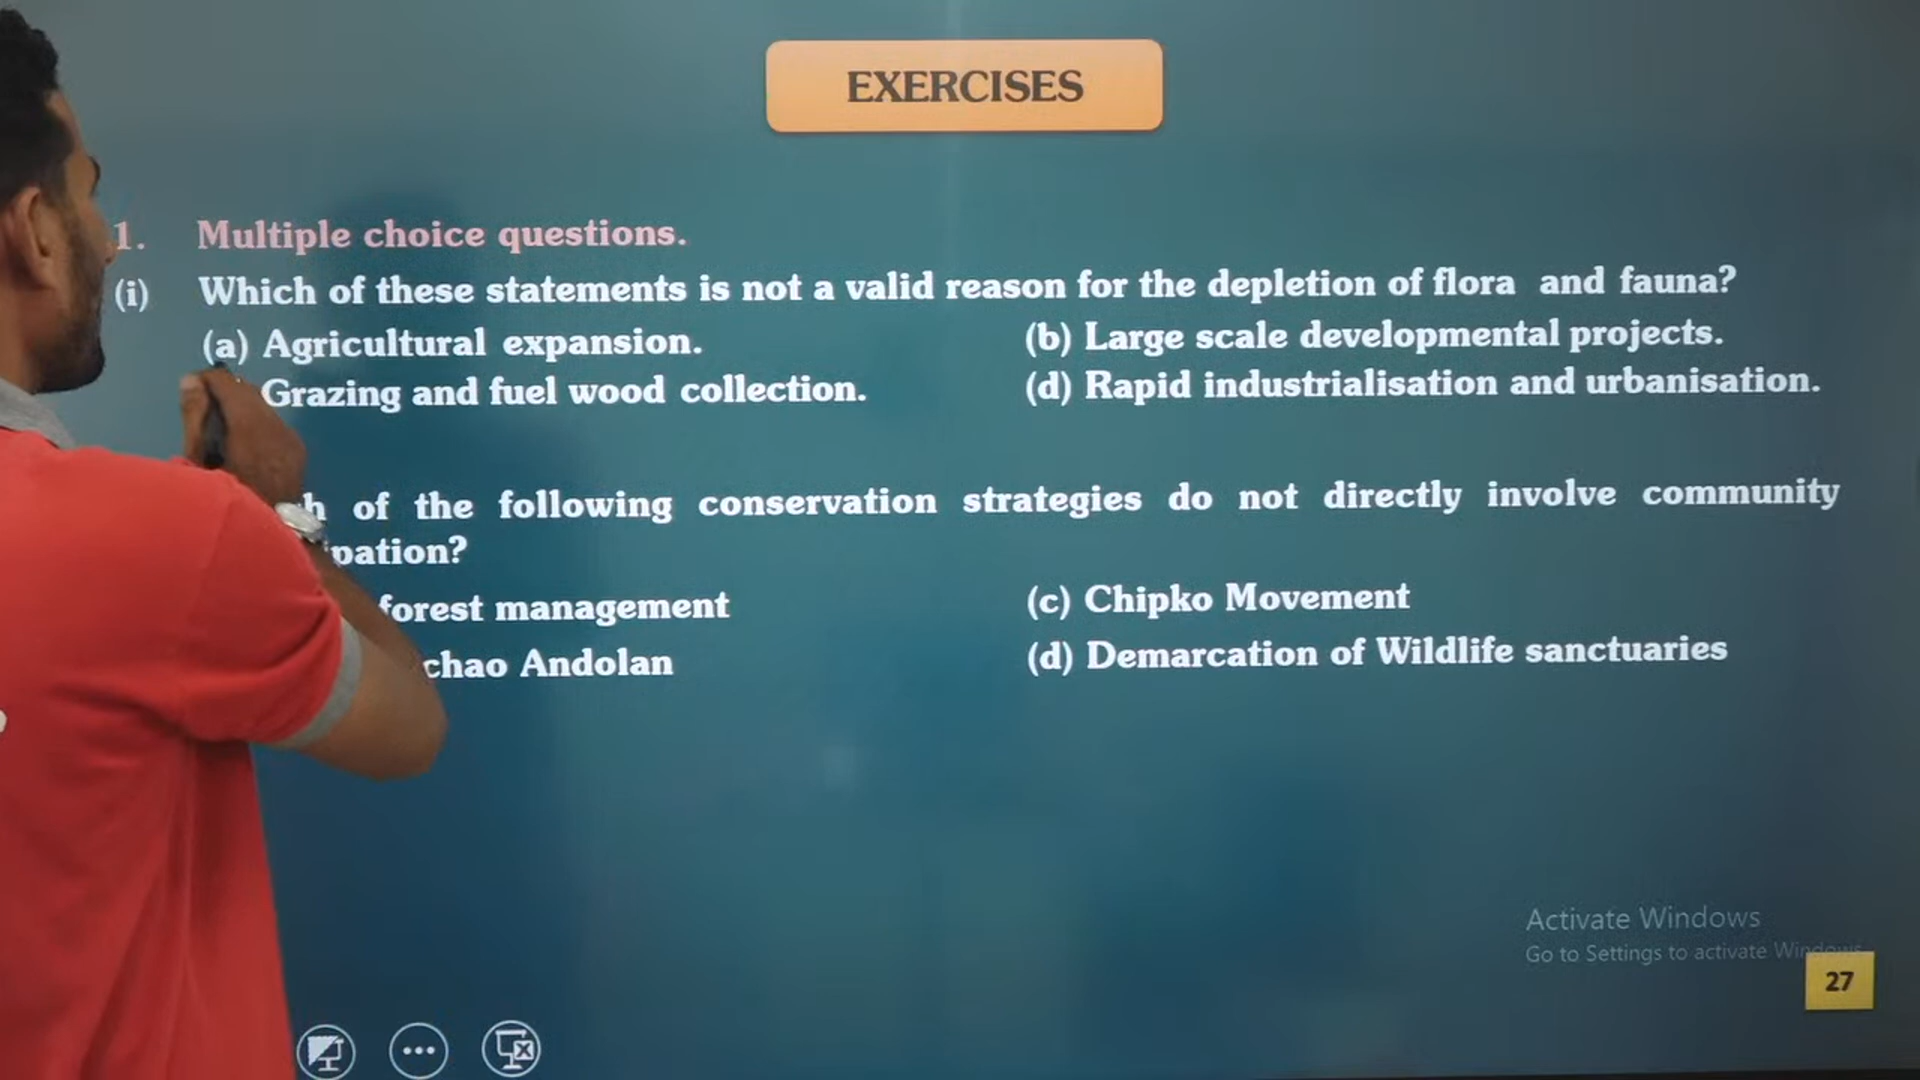 EXERCISES
1. Multiple choice questions.
(i) Which of these statements is not a valid reason for the depletion of flora and fauna?
(a) Agricultural expansion. (b) Large scale developmental projects.
Grazing and fuel wood collection. (d) Rapid industrialisation and urbanisation.
of the following conservation strategies do not directly involve community
forest management (c) Chipko Movement
Andolan (d) Demarcation of Wildlife sanctuaries
Activate Windows
Go to Settings to activate Windows
27